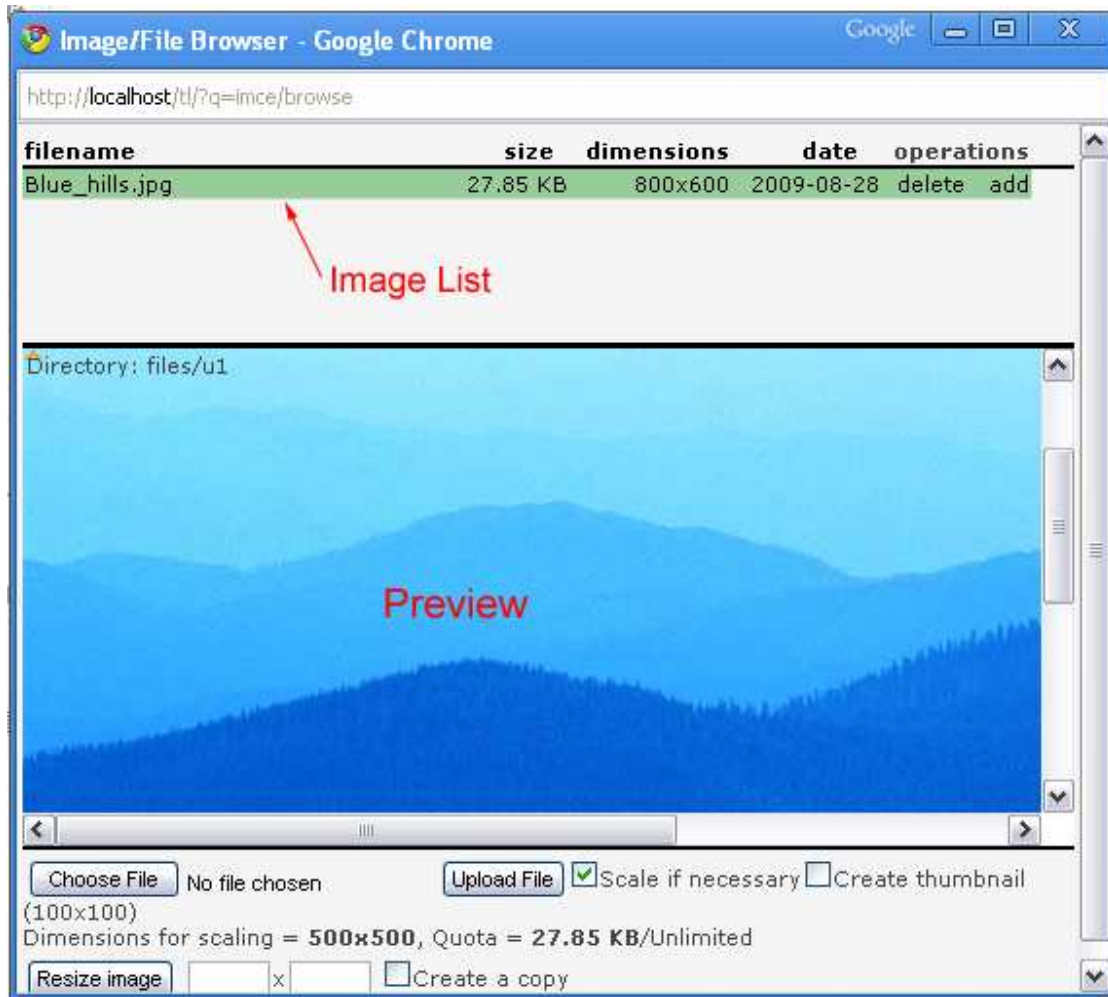 Image/File Browser - Google Chrome
Google
http://localhost/tl/?q=imce/browse
filename size dimensions date operations
Blue_hills.jpg 27.85 KB 800x600 2009-08-28 delete add
Image List
Directory: files/u1
Preview
Choose File No file chosen Upload File Scale if necessary Create thumbnail
(100x100)
Dimensions for scaling = 500x500, Quota = 27.85 KB/Unlimited
Resize image x Create a copy